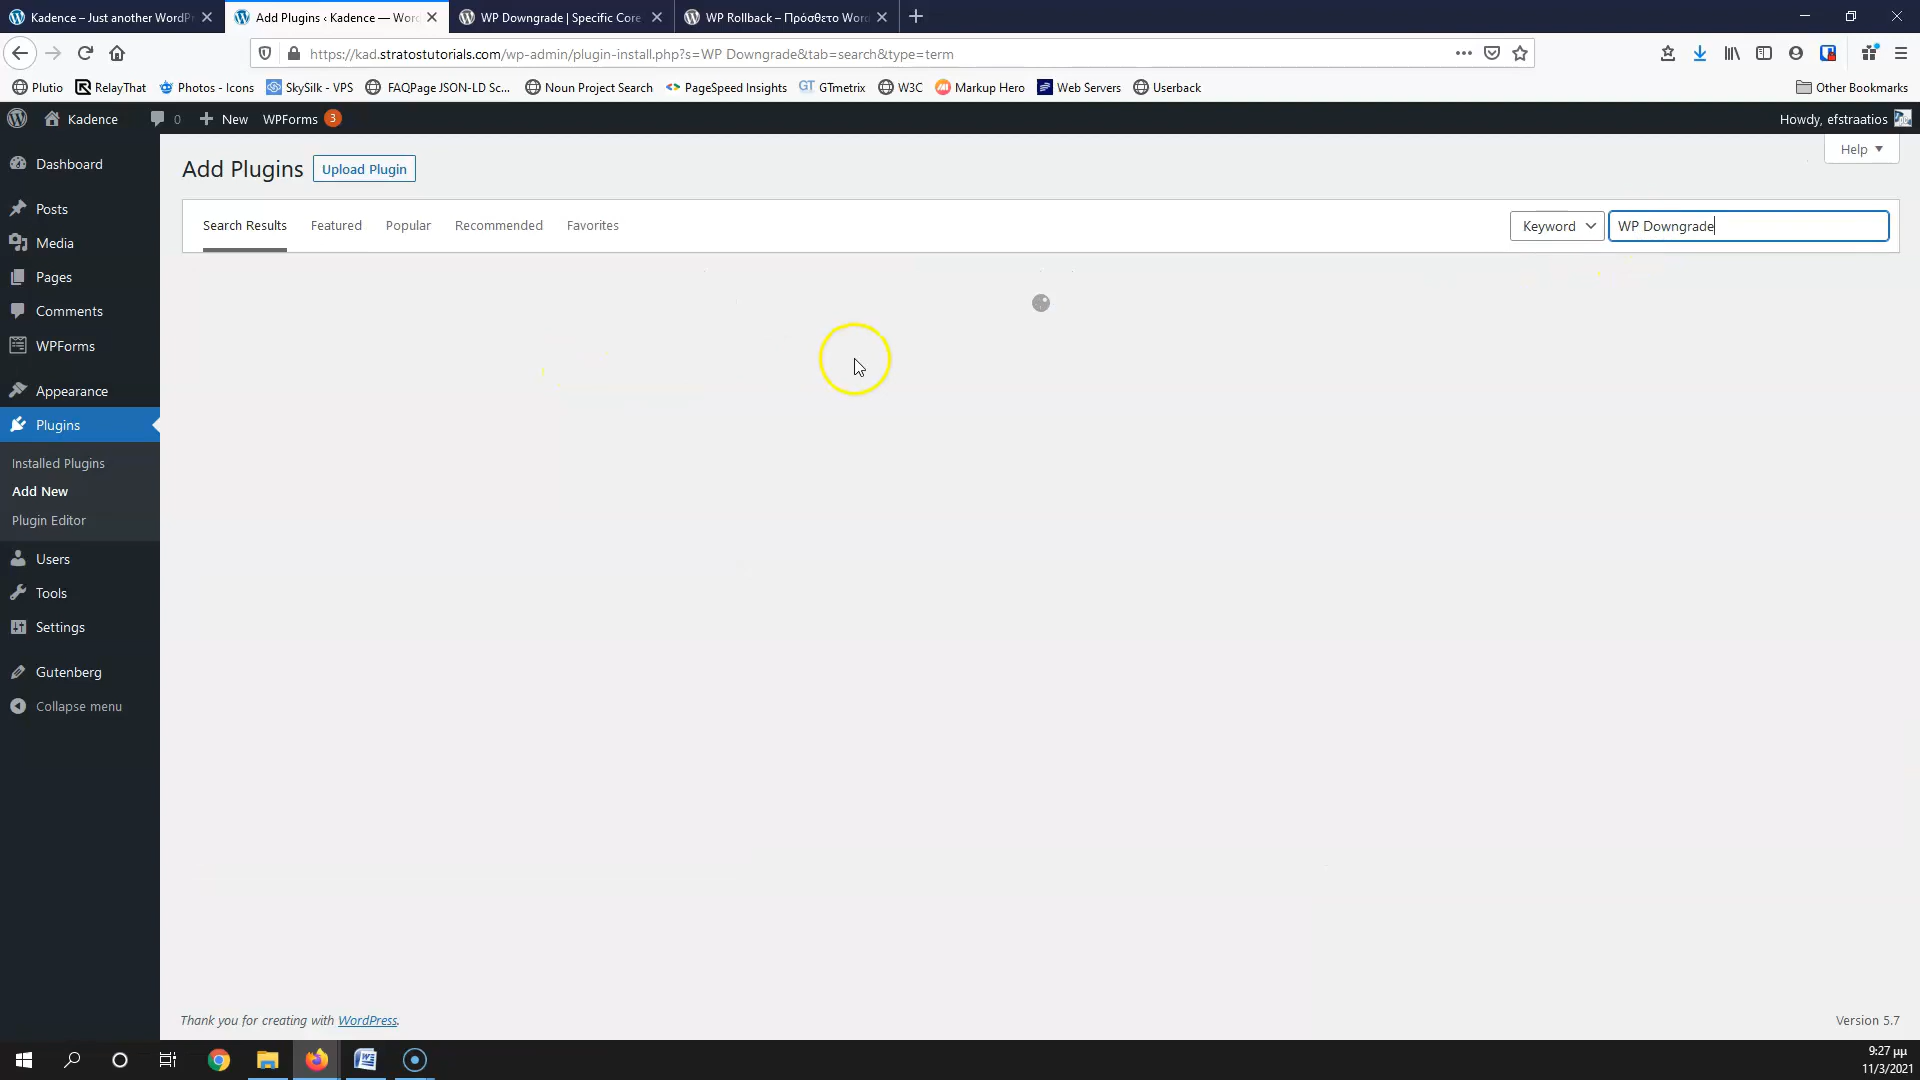 Kadence – Just another WordPr
Add Plugins ‹ Kadence — Word
WP Downgrade | Specific Core
WP Rollback – Πρόσθετο Word
https://kad.stratostutorials.com/wp-admin/plugin-install.php?s=WP Downgrade&tab=search&type=term
Plutio
RelayThat
Photos - Icons
SkySilk - VPS
FAQPage JSON-LD Sc...
Noun Project Search
PageSpeed Insights
GTmetrix
W3C
Markup Hero
Web Servers
Userback
Other Bookmarks
Kadence
0
New
WPForms 3
Howdy, efstraatios
Help
Dashboard
Posts
Media
Pages
Comments
WPForms
Appearance
Plugins
Installed Plugins
Add New
Plugin Editor
Users
Tools
Settings
Gutenberg
Collapse menu
Add Plugins
Upload Plugin
Search Results
Featured
Popular
Recommended
Favorites
Keyword
WP Downgrade
Thank you for creating with WordPress.
Version 5.7
9:27 μμ
11/3/2021